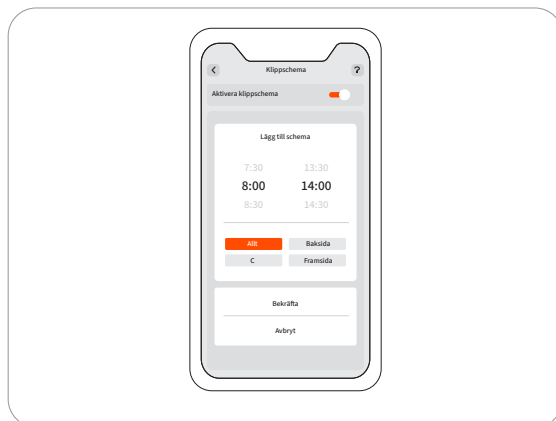 Klippschema ?
Aktivera klippschema
Lägg till schema
7:30 13:30
8:00 14:00
8:30 14:30
Allt Baksida
C Framsida
Bekräfta
Avbryt